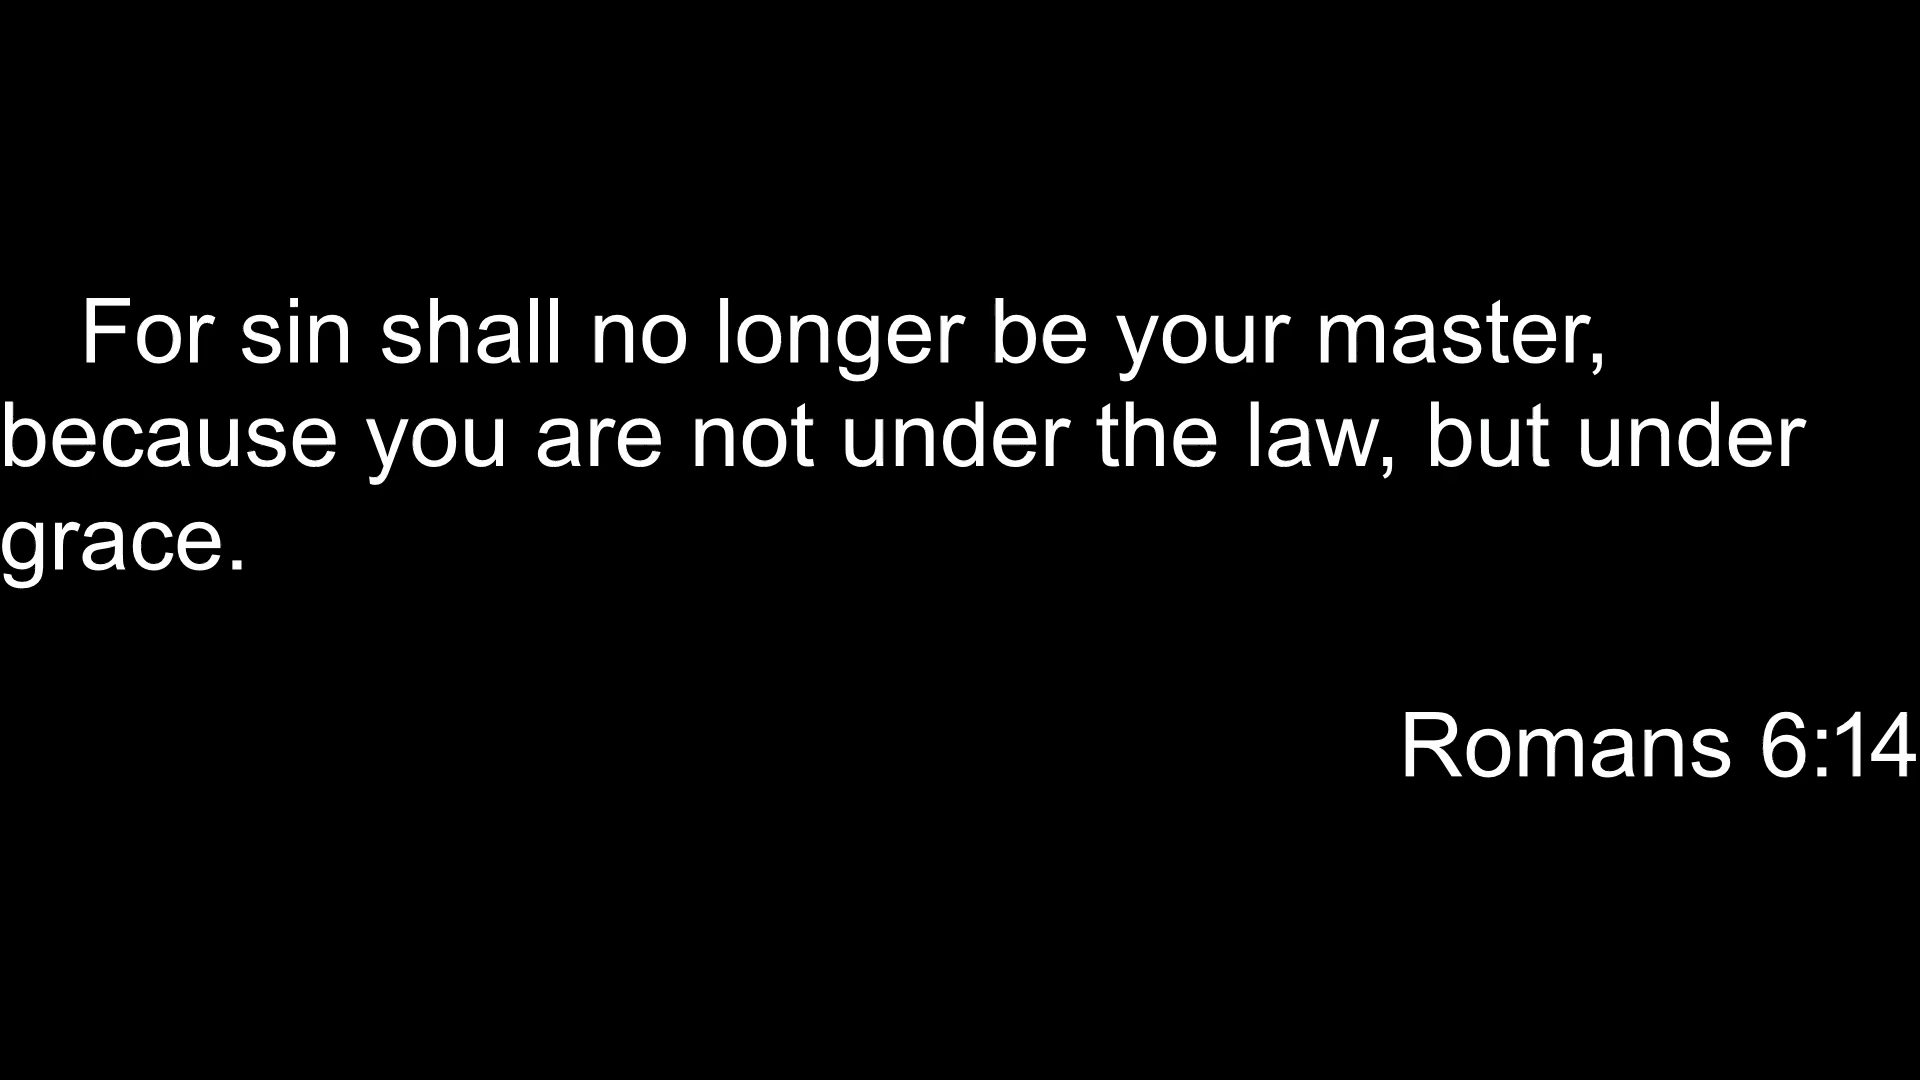 For sin shall no longer be your master,
because you are not under the law, but under
grace.
Romans 6:14